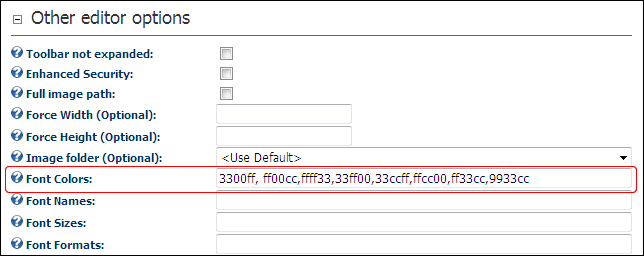 Other editor options
Toolbar not expanded:
Enhanced Security:
Full image path:
Force Width (Optional):
Force Height (Optional):
Image folder (Optional): <Use Default>
Font Colors: 3300ff, ff00cc,ffff33,33ff00,33ccff,ffcc00,ff33cc,9933cc
Font Names:
Font Sizes:
Font Formats: